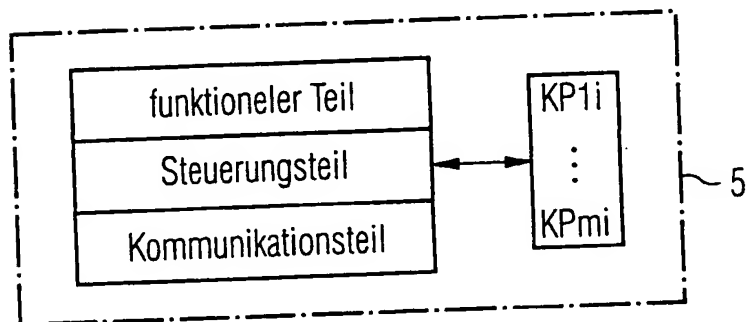 funktioneler Teil
Steuerungsteil
Kommunikationsteil
KP1i
⋮
KPmi
5